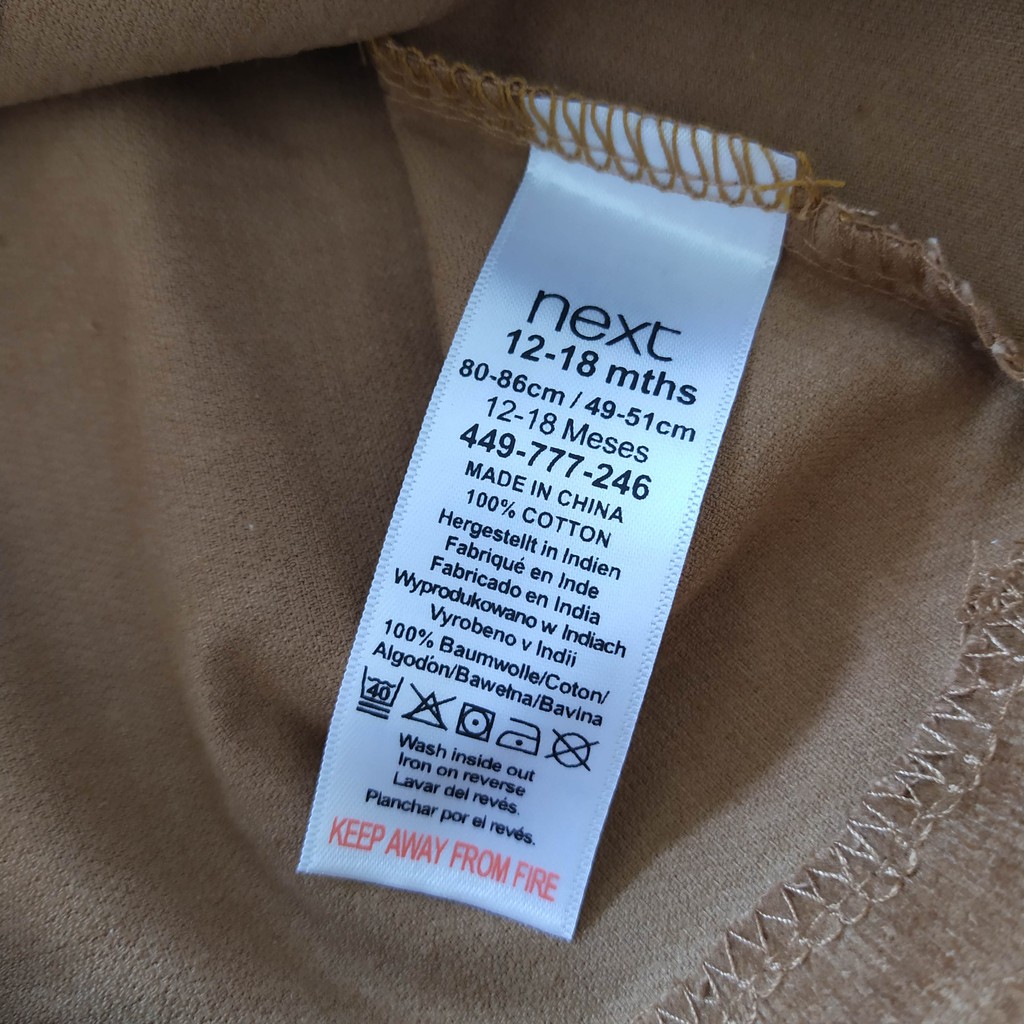 next
12-18 mths
80-86cm / 49-51cm
12-18 Meses
449-777-246
MADE IN CHINA
100% COTTON
Hergestellt in Indien
Fabriqué en Inde
Fabricado en India
Wyprodukowano w Indiach
Vyrobeno v Indii
100% Baumwolle/Coton/
Algodón/Bawełna/Bavlna
40
Wash inside out
Iron on reverse
Lavar del revés.
Planchar por el revés.
KEEP AWAY FROM FIRE